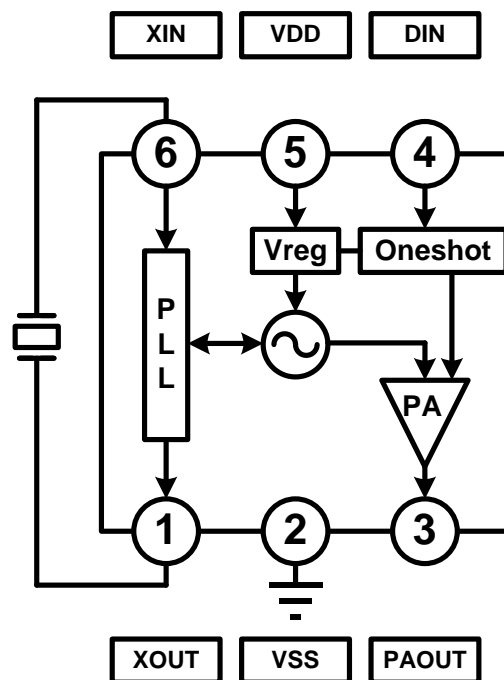 XIN VDD DIN
6 5 4
Vreg Oneshot
P
L
L
PA
1 2 3
XOUT VSS PAOUT